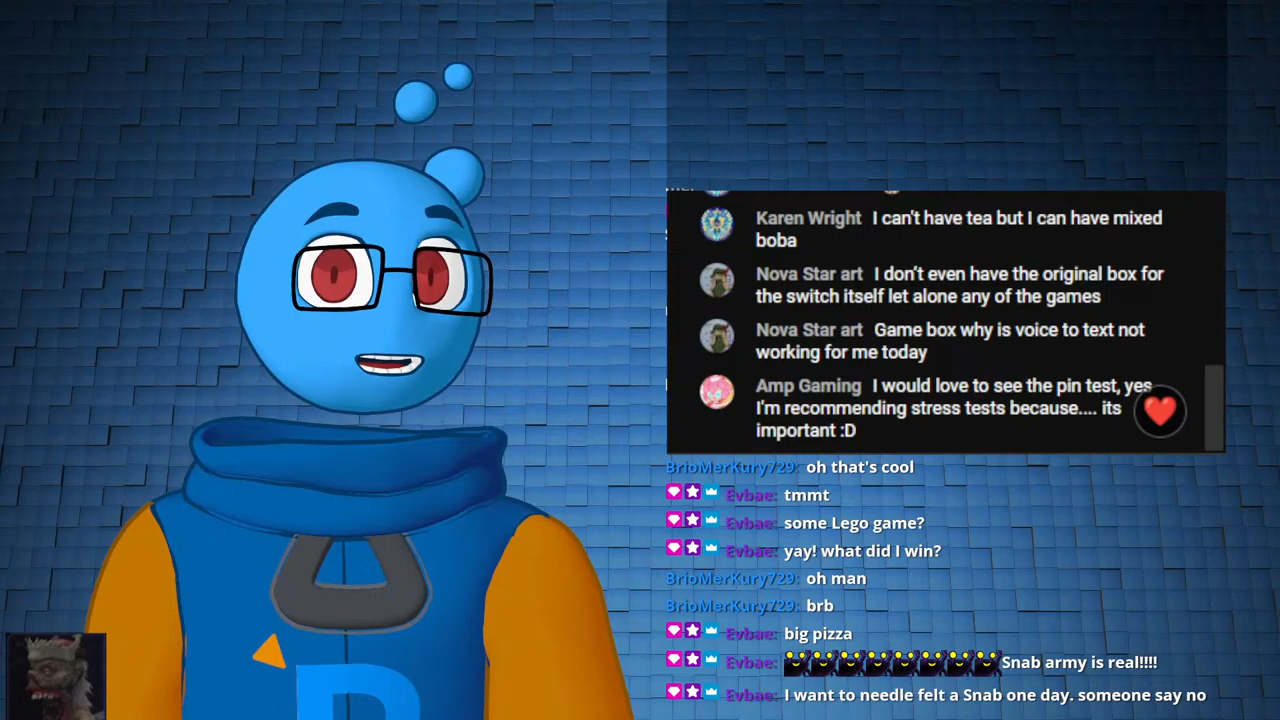 Karen Wright I can't have tea but I can have mixed
boba
Nova Star art I don't even have the original box for
the switch itself let alone any of the games
Nova Star art Game box why is voice to text not
working for me today
Amp Gaming I would love to see the pin test, yes
I'm recommending stress tests because.... its
important :D
BrioMerKury729: oh that's cool
Evbae: tmmt
Evbae: some Lego game?
Evbae: yay! what did I win?
BrioMerKury729: oh man
BrioMerKury729: brb
Evbae: big pizza
Evbae: Snab army is real!!!!
Evbae: I want to needle felt a Snab one day. someone say no